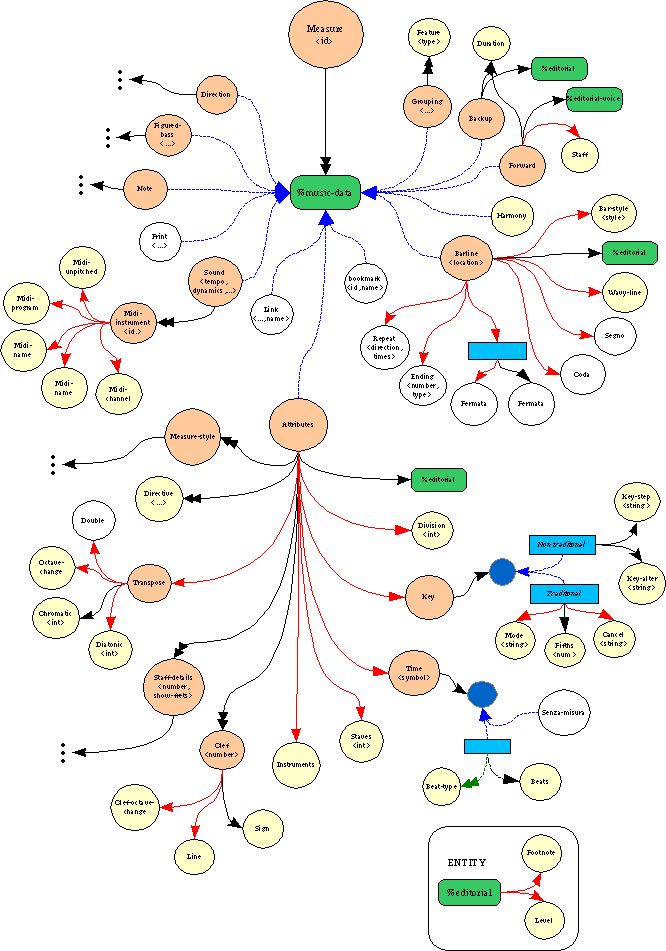 Measure
<id>
Feature
<type>
Duration
%editorial
Direction
Grouping
<...>
%editorial-voice
Backup
Figured-
bass
<...>
Forward
Staff
Note
%music-data
Harmony
Bar-style
<style>
Print
<...>
Barline
<location>
%editorial
Midi-
unpitched
Sound
<tempo,
dynamics,...>
bookmark
<id,name>
Wavy-line
Midi-
program
Midi-
instrument
<id.>
Link
<...,name>
Repeat
<direction,
times>
Segno
Midi-
name
Ending
<number,
type>
Coda
Midi-
name
Midi-
channel
Fermata
Fermata
Attributes
Measure-style
%editorial
Directive
<...>
Key-step
<string>
Double
Division
<int>
Non traditonal
Octave-
change
Transpose
Key
Traditonal
Key-alter
<string>
Chromatic
<int>
Diatonic
<int>
Mode
<string>
Fifths
<num>
Cancel
<string>
Staff-details
<number,
show-frets>
Time
<symbol>
Senza-misura
Clef
<number>
Staves
<int>
Instruments
Beat-type
Beats
Clef-octave-
change
Sign
Line
Footnote
ENTITY
%editorial
Level